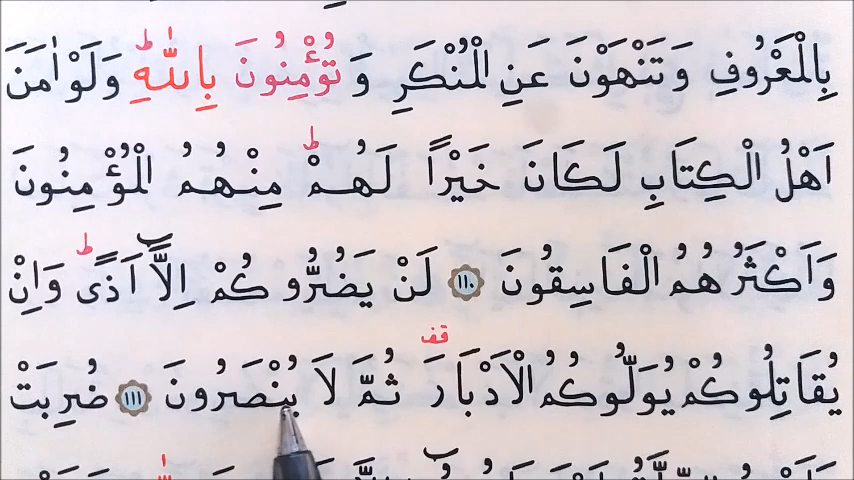 بِالْمَعْرُوفِ وَتَنْهَوْنَ عَنِ الْمُنْكَرِ وَتُؤْمِنُونَ بِاللّٰهِ ط وَلَوْ اٰمَنَ
اَهْلُ الْكِتَابِ لَكَانَ خَيْرًا لَهُمْ ط مِنْهُمُ الْمُؤْمِنُونَ
وَاَكْثَرُهُمُ الْفَاسِقُونَ ١١٠ لَنْ يَضُرُّوكُمْ اِلَّا اَذًى ط وَاِنْ
يُقَاتِلُوكُمْ يُوَلُّوكُمُ الْاَدْبَارَ قف ثُمَّ لَا يُنْصَرُونَ ١١١ ضُرِبَتْ